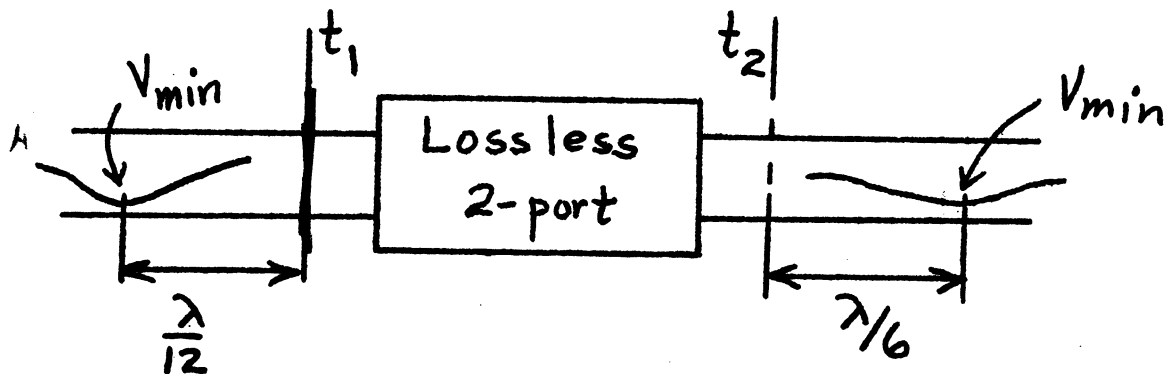 t₁
t₂
Vmin
Vmin
Lossless
2-port
λ/12
λ/6